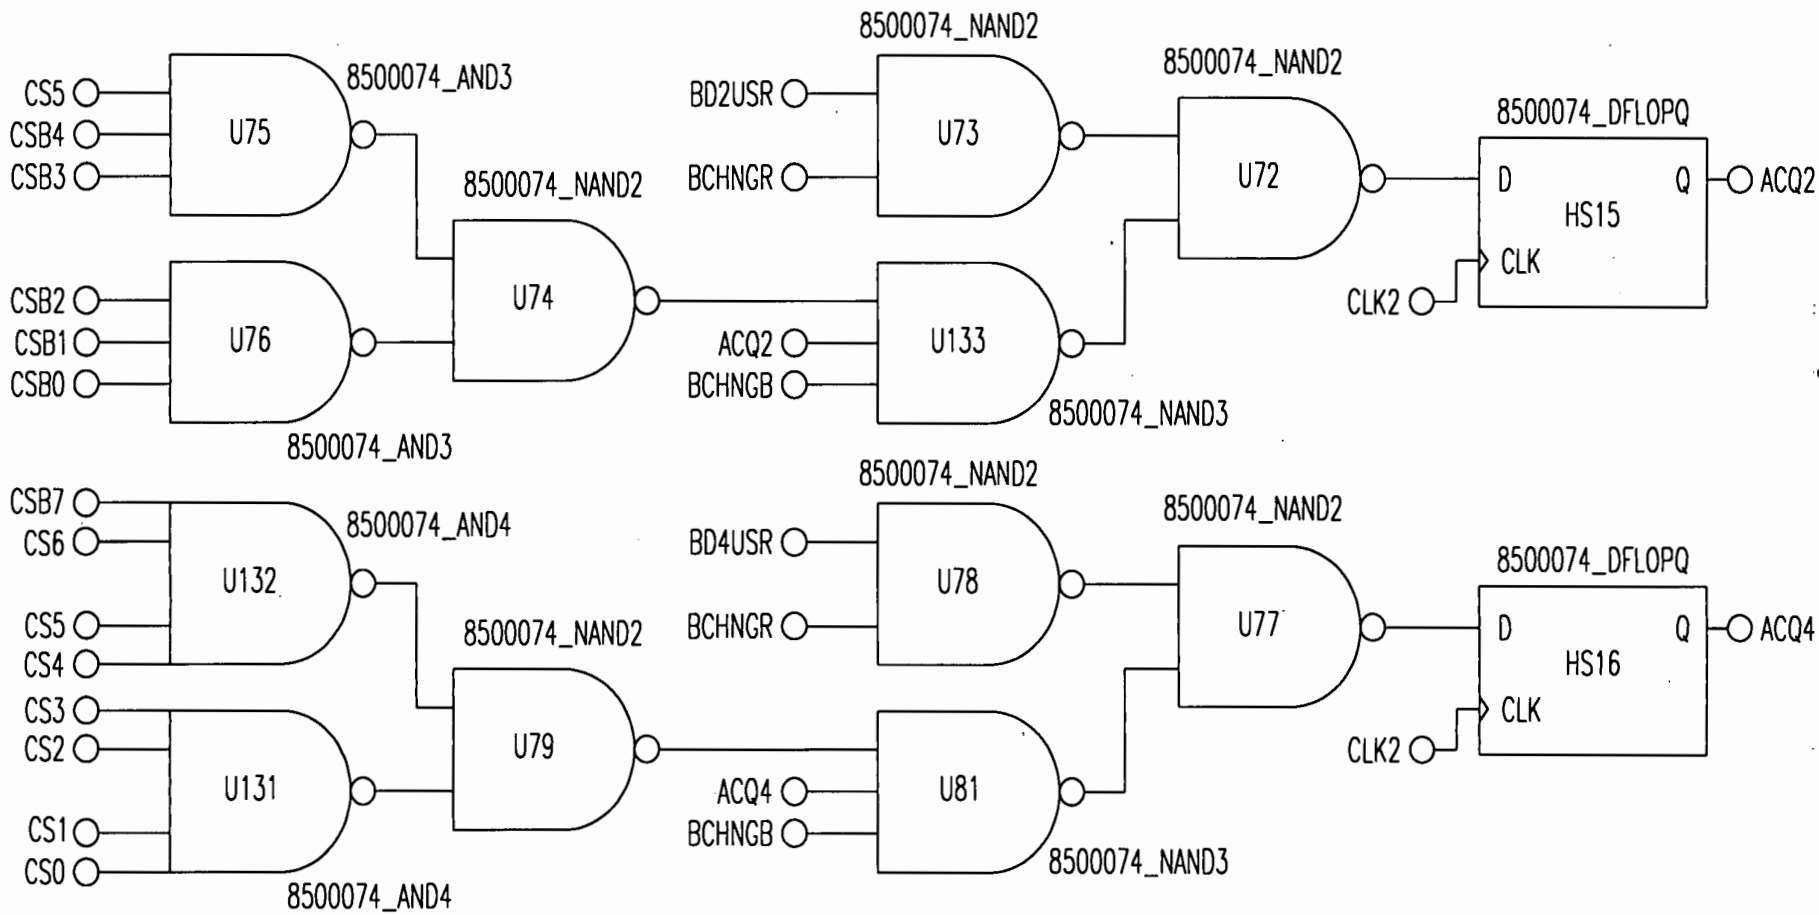 8500074_NAND2
8500074_NAND2
8500074_AND3
CS5
CSB4
CSB3
U75
BD2USR
BCHNGR
U73
U72
8500074_DFLOPQ
D
Q
HS15
CLK
CLK2
ACQ2
8500074_NAND2
CSB2
CSB1
CSB0
U76
8500074_AND3
U74
ACQ2
BCHNGB
U133
8500074_NAND3
8500074_NAND2
8500074_NAND2
8500074_AND4
CSB7
CS6
CS5
CS4
U132
BD4USR
BCHNGR
U78
U77
8500074_DFLOPQ
D
Q
HS16
CLK
CLK2
ACQ4
8500074_NAND2
CS3
CS2
CS1
CS0
U131
8500074_AND4
U79
ACQ4
BCHNGB
U81
8500074_NAND3